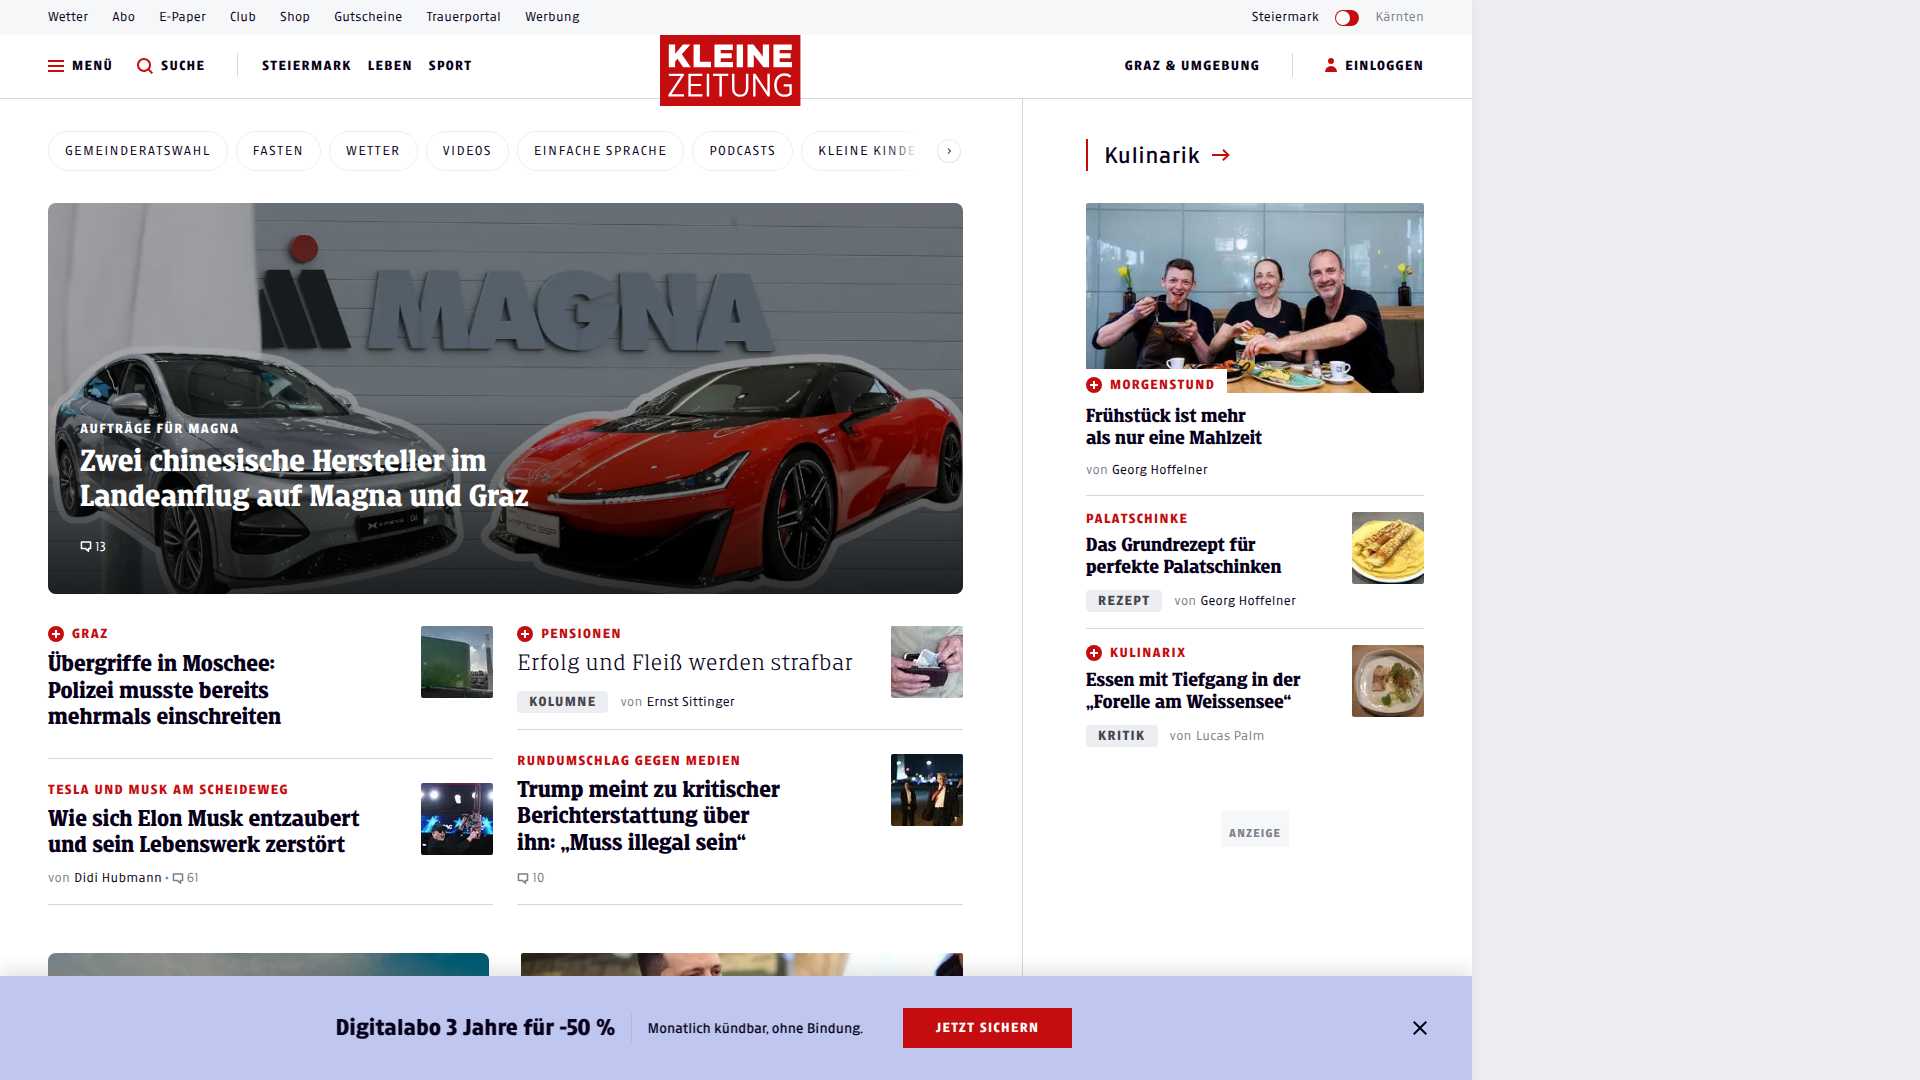 Wetter Abo E-Paper Club Shop Gutscheine Trauerportal Werbung
Steiermark Kärnten
MENÜ SUCHE STEIERMARK LEBEN SPORT
KLEINE
ZEITUNG
GRAZ & UMGEBUNG EINLOGGEN
GEMEINDERATSWAHL FASTEN WETTER VIDEOS EINFACHE SPRACHE PODCASTS KLEINE KINDE
MAGNA
AUFTRÄGE FÜR MAGNA
Zwei chinesische Hersteller im
Landeanflug auf Magna und Graz
13
GRAZ
Übergriffe in Moschee:
Polizei musste bereits
mehrmals einschreiten
TESLA UND MUSK AM SCHEIDEWEG
Wie sich Elon Musk entzaubert
und sein Lebenswerk zerstört
von Didi Hubmann • 61
PENSIONEN
Erfolg und Fleiß werden strafbar
KOLUMNE von Ernst Sittinger
RUNDUMSCHLAG GEGEN MEDIEN
Trump meint zu kritischer
Berichterstattung über
ihn: „Muss illegal sein“
10
Kulinarik
MORGENSTUND
Frühstück ist mehr
als nur eine Mahlzeit
von Georg Hoffelner
PALATSCHINKE
Das Grundrezept für
perfekte Palatschinken
REZEPT von Georg Hoffelner
KULINARIX
Essen mit Tiefgang in der
„Forelle am Weissensee“
KRITIK von Lucas Palm
ANZEIGE
Digitalabo 3 Jahre für -50 %
Monatlich kündbar, ohne Bindung.
JETZT SICHERN